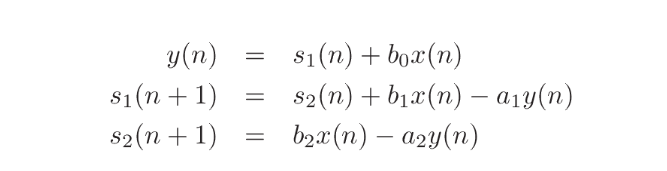 y(n) = s₁(n) + b₀x(n)
s₁(n + 1) = s₂(n) + b₁x(n) − a₁y(n)
s₂(n + 1) = b₂x(n) − a₂y(n)